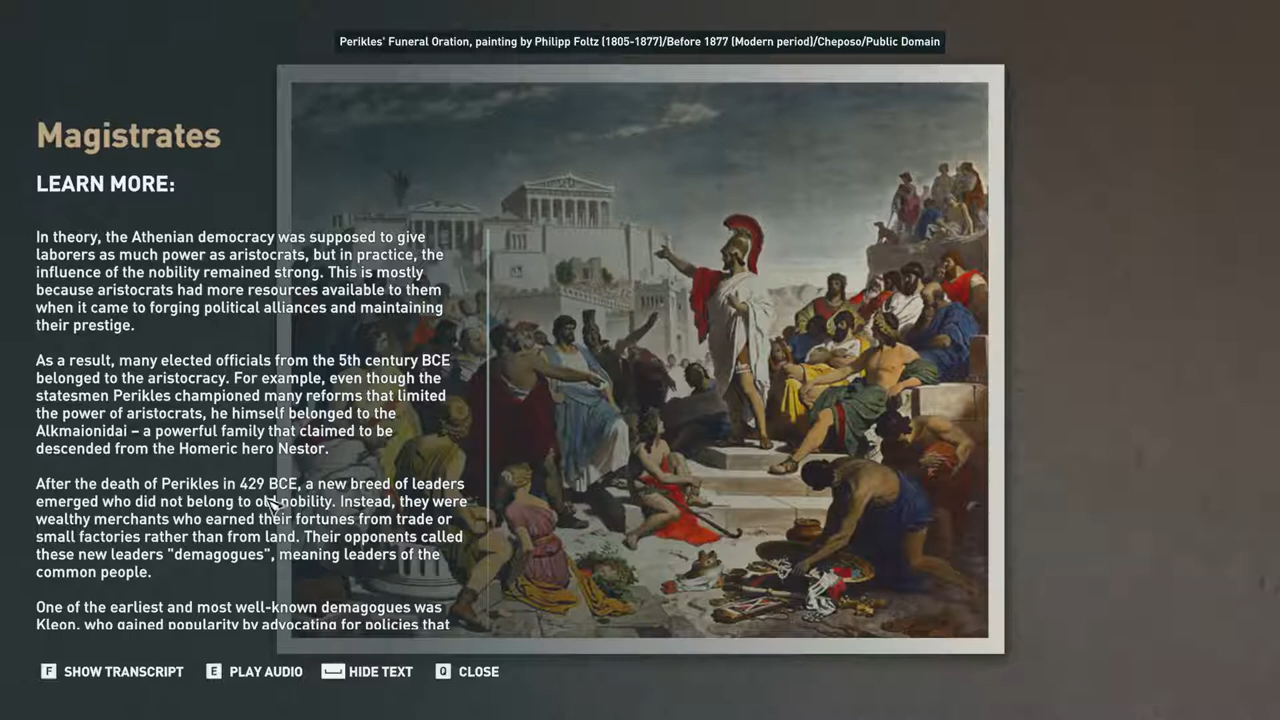 Perikles' Funeral Oration, painting by Philipp Foltz (1805-1877)/Before 1877 (Modern period)/Cheposo/Public Domain
Magistrates
LEARN MORE:
In theory, the Athenian democracy was supposed to give
laborers as much power as aristocrats, but in practice, the
influence of the nobility remained strong. This is mostly
because aristocrats had more resources available to them
when it came to forging political alliances and maintaining
their prestige.
As a result, many elected officials from the 5th century BCE
belonged to the aristocracy. For example, even though the
statesmen Perikles championed many reforms that limited
the power of aristocrats, he himself belonged to the
Alkmaionidai – a powerful family that claimed to be
descended from the Homeric hero Nestor.
After the death of Perikles in 429 BCE, a new breed of leaders
emerged who did not belong to old nobility. Instead, they were
wealthy merchants who earned their fortunes from trade or
small factories rather than from land. Their opponents called
these new leaders "demagogues", meaning leaders of the
common people.
One of the earliest and most well-known demagogues was
Kleon, who gained popularity by advocating for policies that
F SHOW TRANSCRIPT E PLAY AUDIO HIDE TEXT Q CLOSE